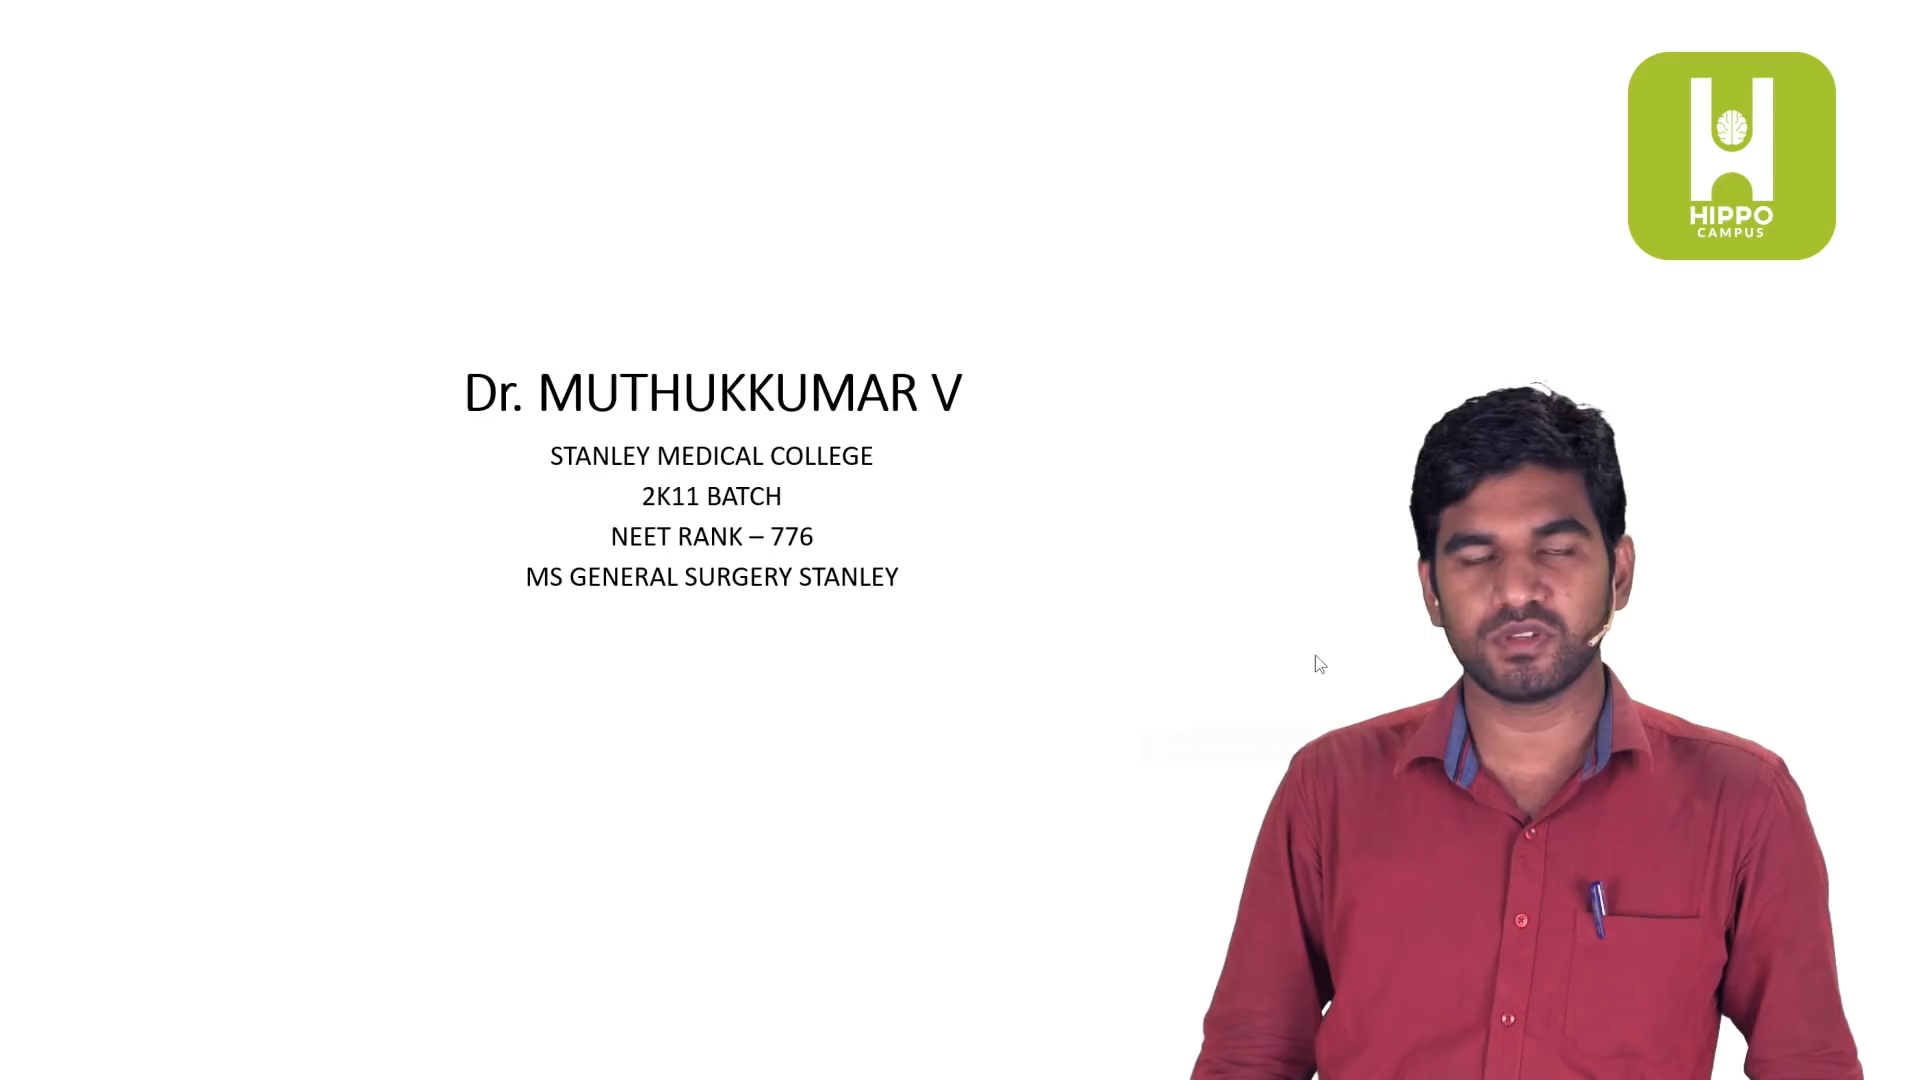 HIPPO
CAMPUS
Dr. MUTHUKKUMAR V
STANLEY MEDICAL COLLEGE
2K11 BATCH
NEET RANK – 776
MS GENERAL SURGERY STANLEY